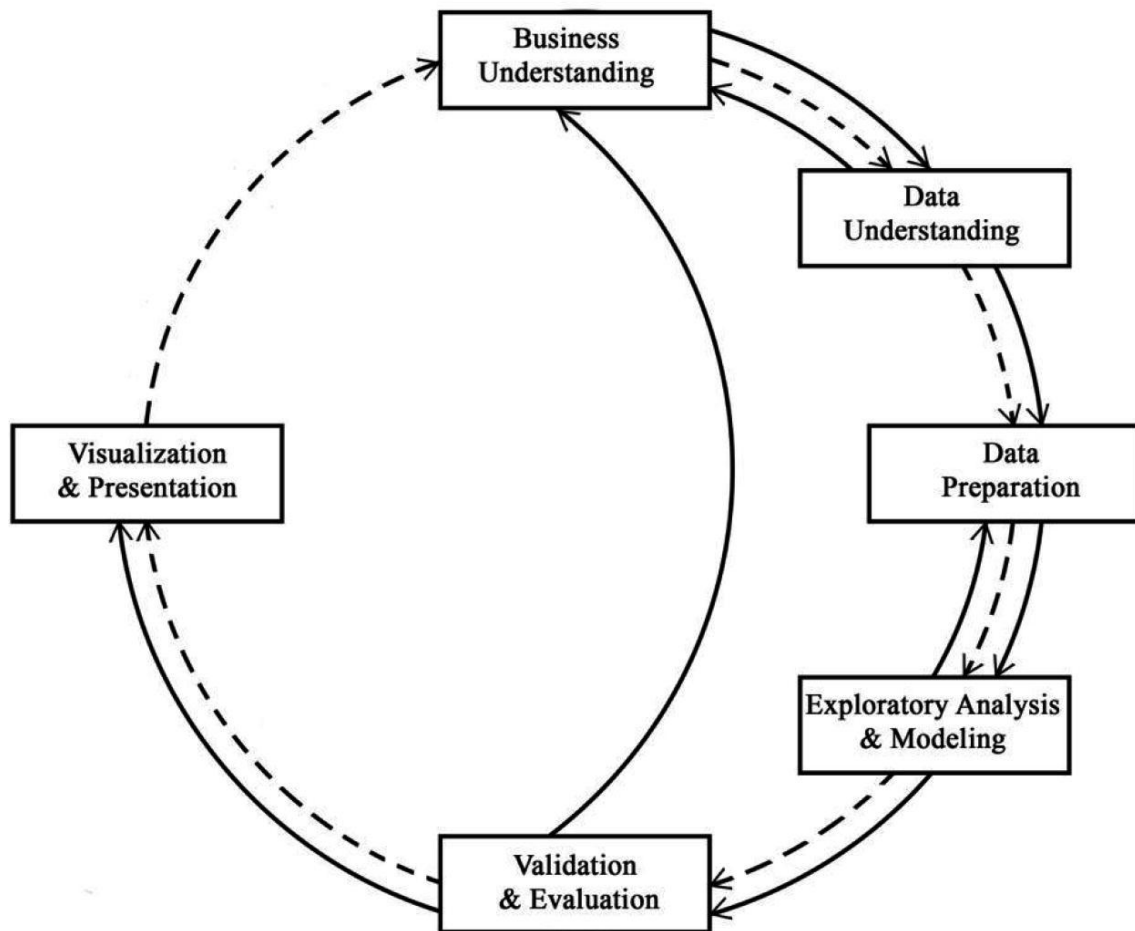 Business
Understanding
Data
Understanding
Data
Preparation
Exploratory Analysis
& Modeling
Validation
& Evaluation
Visualization
& Presentation